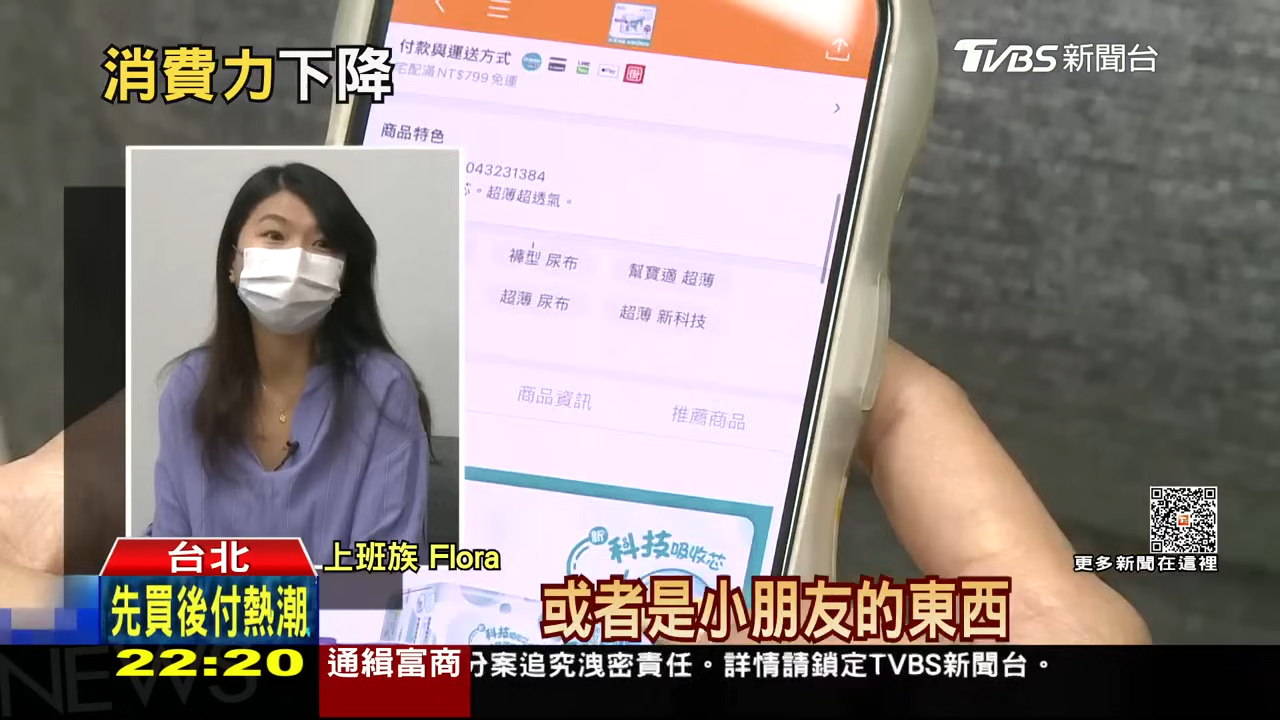 消費力下降
TVBS新聞台
付款與運送方式
宅配滿NT$799免運
商品特色
043231384
芯。超薄超透氣。
褲型 尿布
幫寶適 超薄
超薄 尿布
超薄 新科技
商品資訊
推薦商品
新科技吸收芯
更多新聞在這裡
台北
上班族 Flora
先買後付熱潮
或者是小朋友的東西
22:20
NEWS
通緝富商
分案追究洩密責任。詳情請鎖定TVBS新聞台。